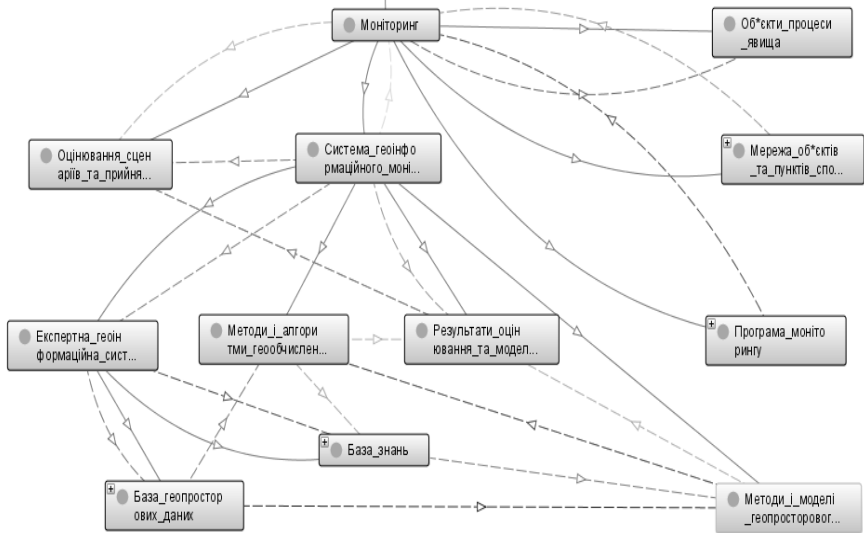 Моніторинг
Об*єкти_процеси
_явища
Оцінювання_сцен
аріїв_та_прийня...
Система_геоінфо
рмаційного_моні...
Мережа_об*єктів
_та_пунктів_спо...
Експертна_геоін
формаційна_сист...
Методи_і_алгори
тми_геообчислен...
Результати_оцін
ювання_та_модел...
Програма_моніто
рингу
База_знань
База_геопростор
ових_даних
Методи_і_моделі
_геопросторовог...